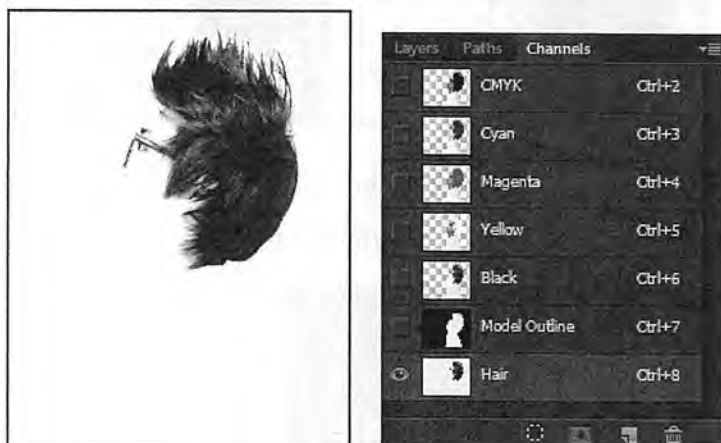 Layers Paths Channels
CMYK Ctrl+2
Cyan Ctrl+3
Magenta Ctrl+4
Yellow Ctrl+5
Black Ctrl+6
Model Outline Ctrl+7
Hair Ctrl+8